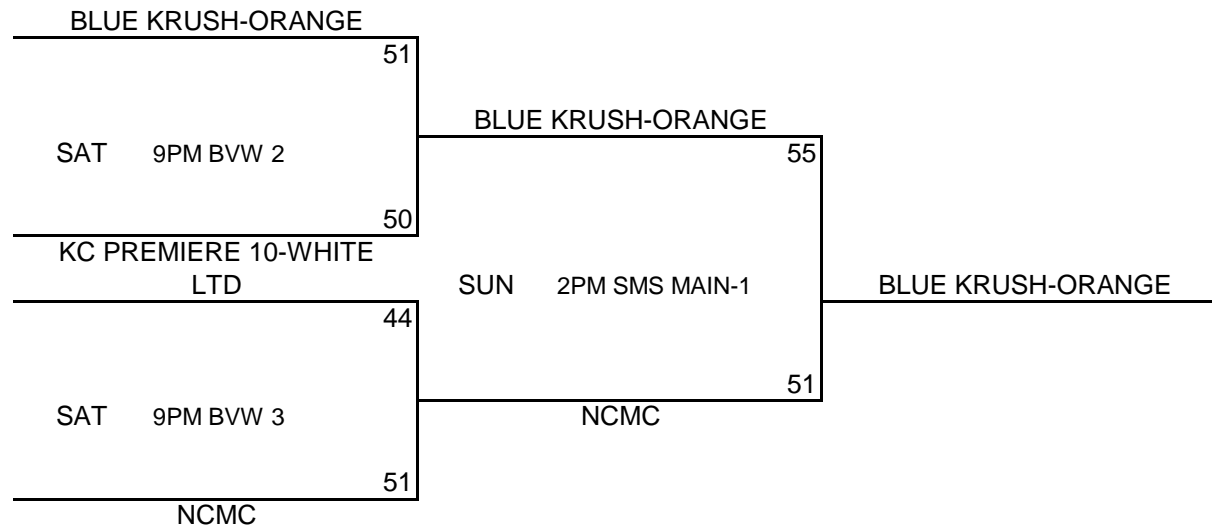 BLUE KRUSH-ORANGE
51
BLUE KRUSH-ORANGE
SAT 9PM BVW 2
55
50
KC PREMIERE 10-WHITE
LTD
SUN 2PM SMS MAIN-1
BLUE KRUSH-ORANGE
44
51
SAT 9PM BVW 3
NCMC
51
NCMC